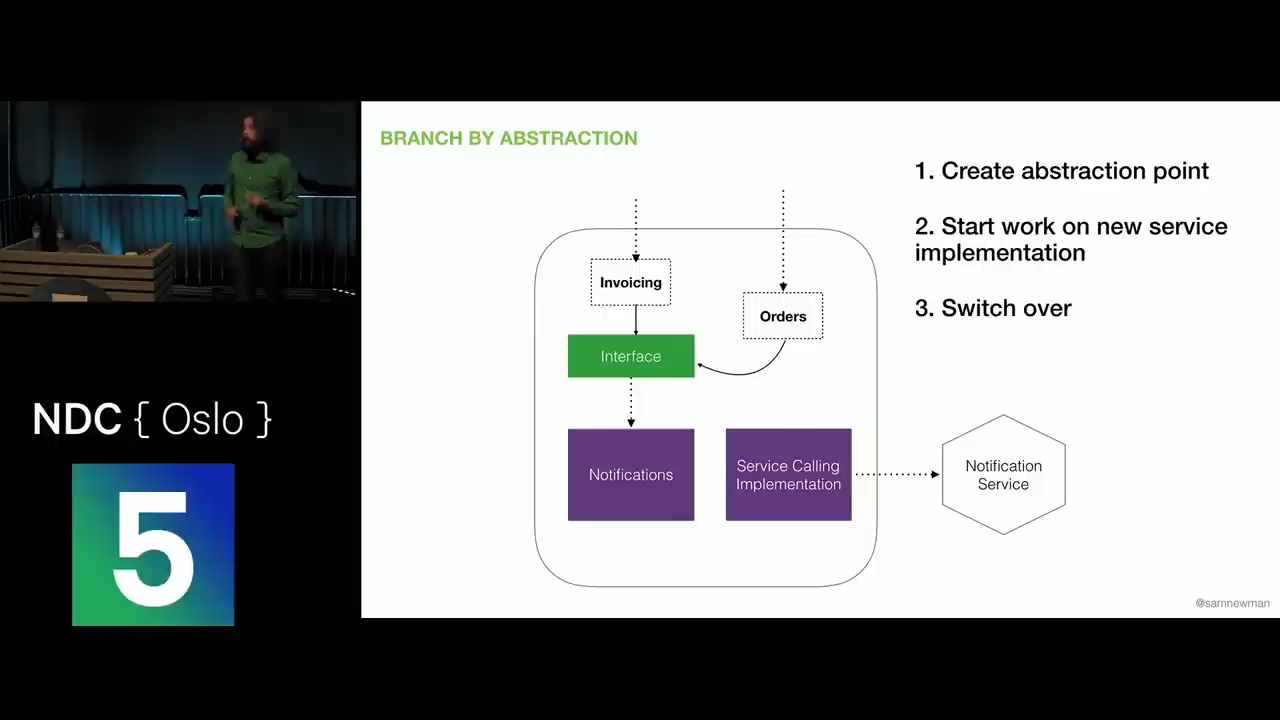 BRANCH BY ABSTRACTION
1. Create abstraction point
2. Start work on new service
implementation
3. Switch over
Invoicing
Orders
Interface
Notifications
Service Calling
Implementation
Notification
Service
@samnewman
NDC { Oslo }
5